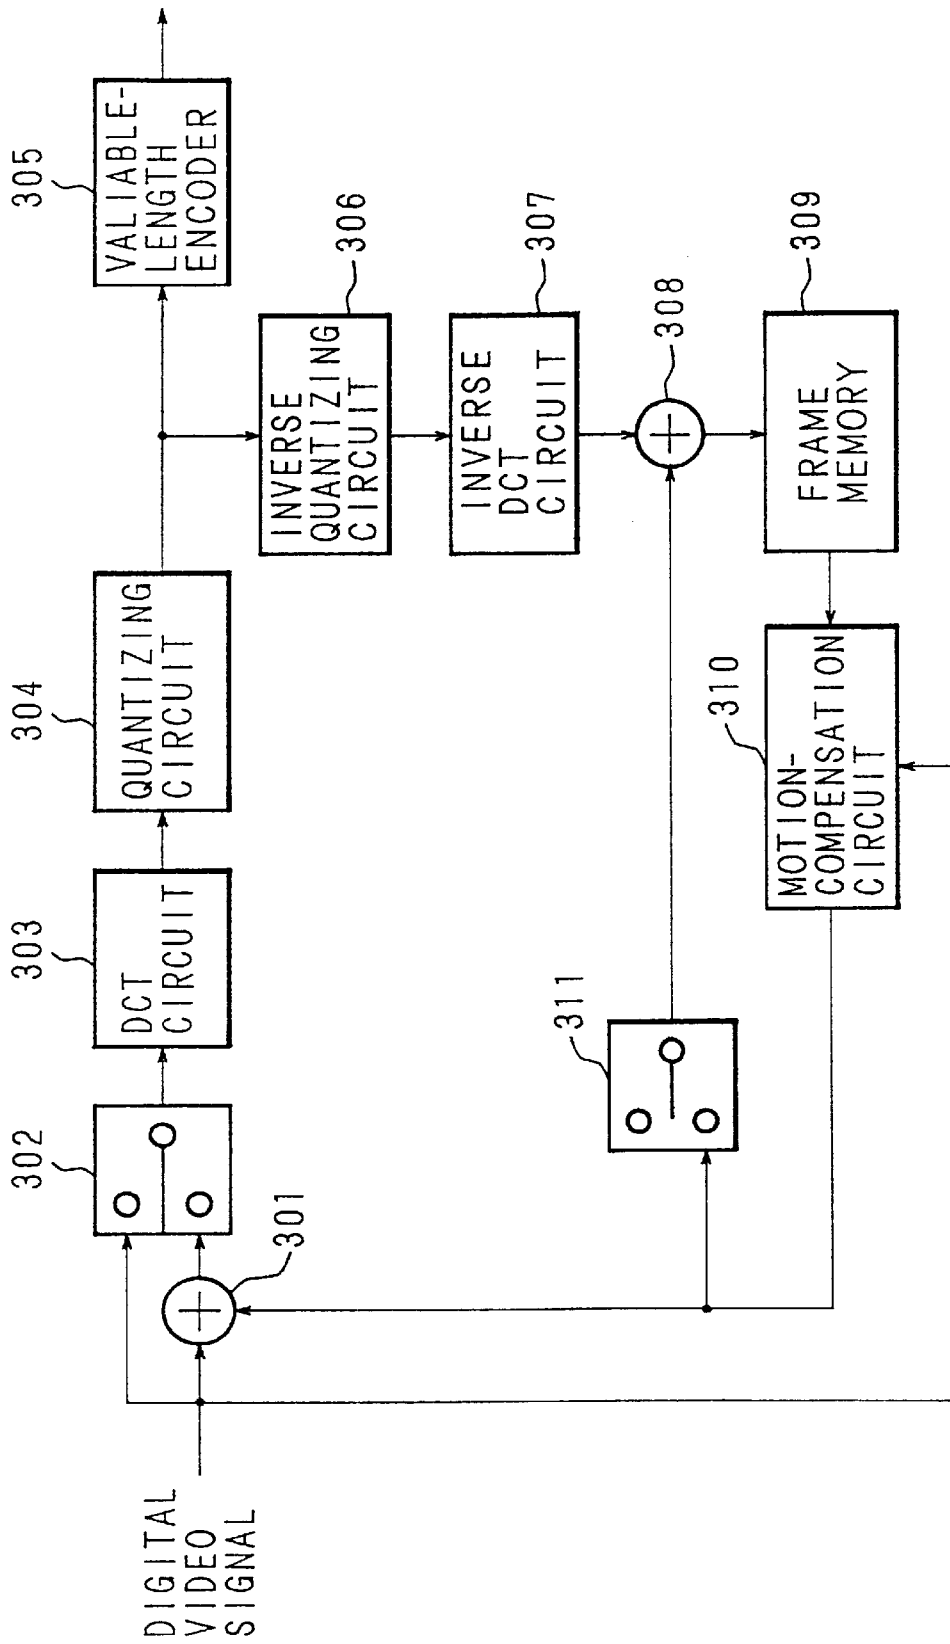 305
VALIABLE-
LENGTH
ENCODER
304
QUANTIZING
CIRCUIT
303
DCT
CIRCUIT
302
301
DIGITAL
VIDEO
SIGNAL
306
INVERSE
QUANTIZING
CIRCUIT
307
INVERSE
DCT
CIRCUIT
308
309
FRAME
MEMORY
310
MOTION-
COMPENSATION
CIRCUIT
311